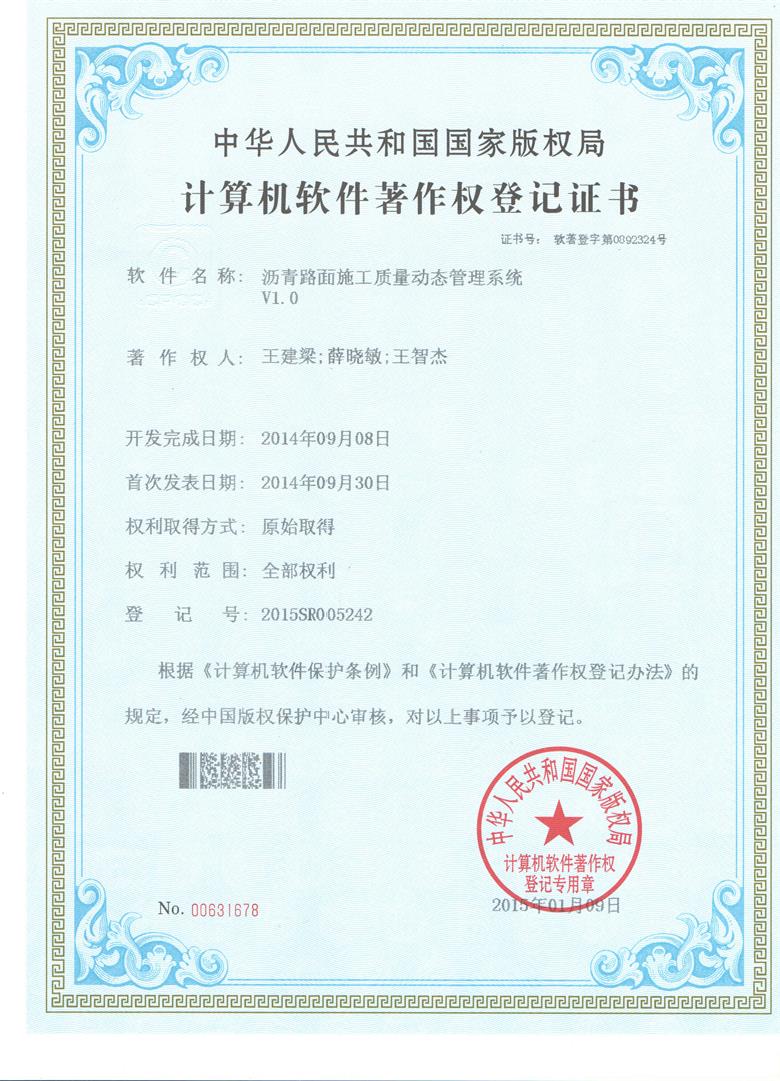 中华人民共和国国家版权局
计算机软件著作权登记证书
证书号： 软著登字第0892324号
软件名称： 沥青路面施工质量动态管理系统
V1.0
著作权人： 王建梁;薛晓敏;王智杰
开发完成日期： 2014年09月08日
首次发表日期： 2014年09月30日
权利取得方式： 原始取得
权利范围： 全部权利
登记号： 2015SR005242
根据《计算机软件保护条例》和《计算机软件著作权登记办法》的
规定，经中国版权保护中心审核，对以上事项予以登记。
中华人民共和国国家版权局
计算机软件著作权
登记专用章
No. 00631678
2015年01月09日